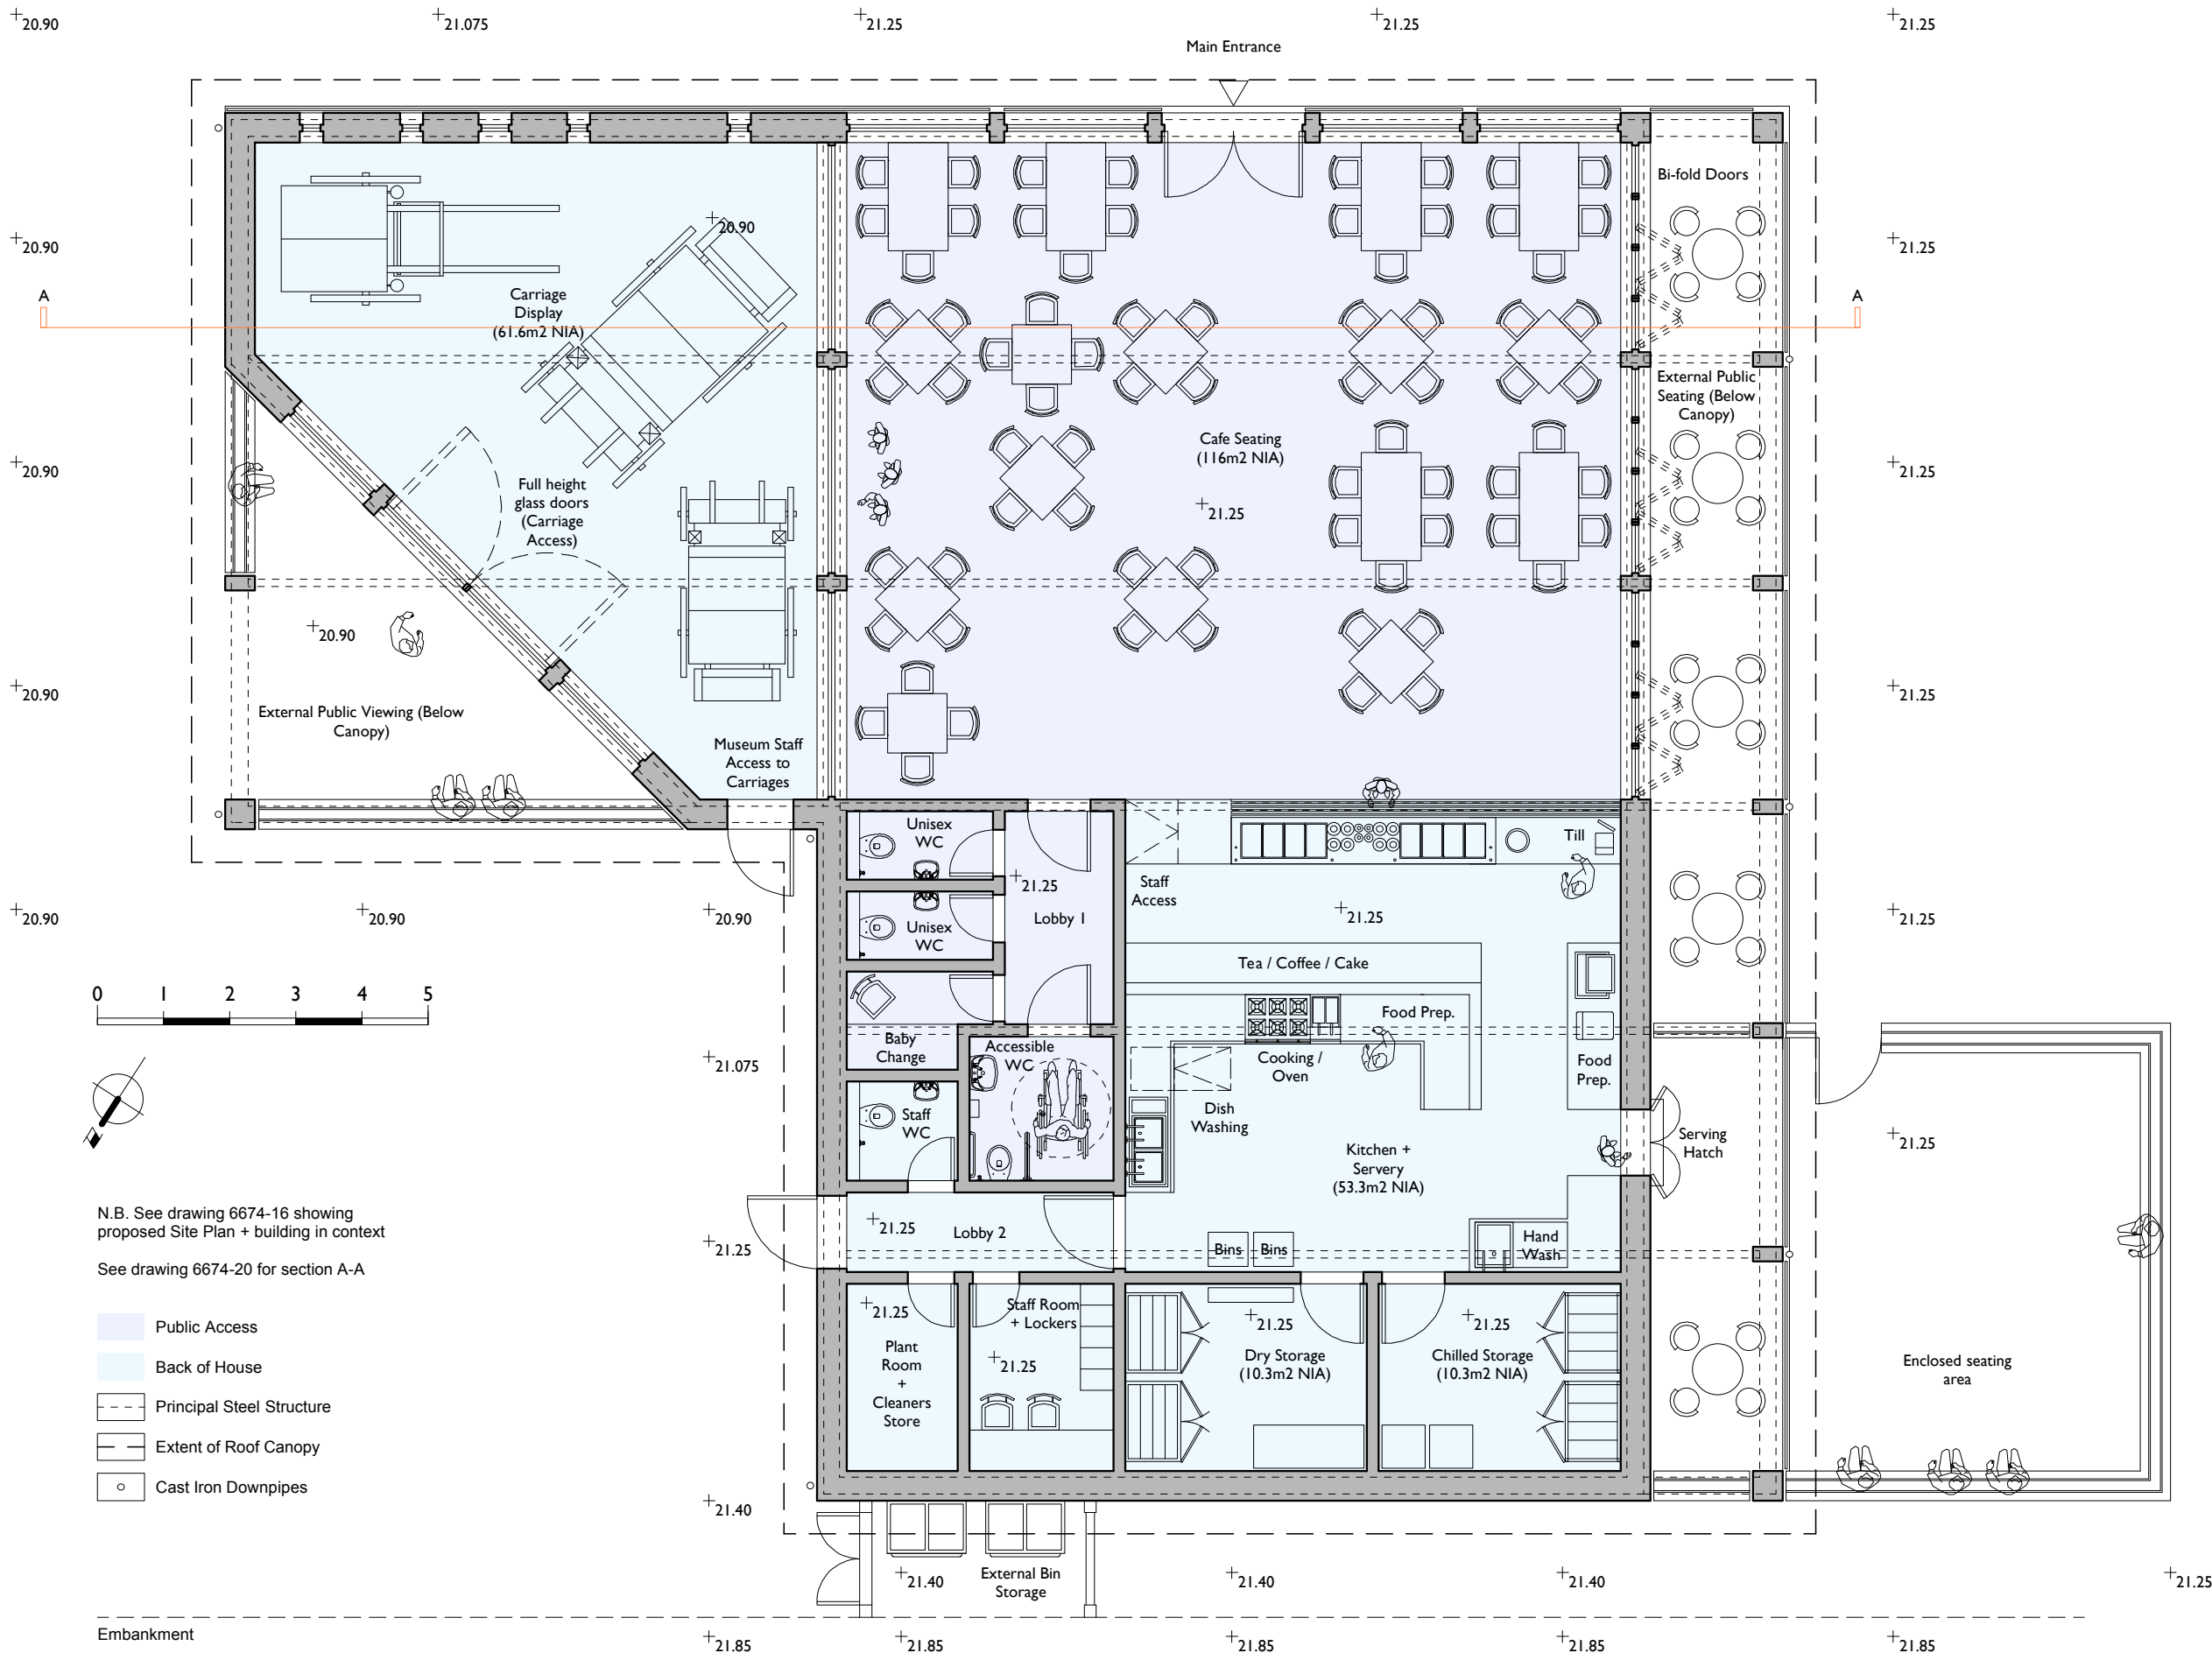 20.90
21.075
21.25
21.25
21.25
Main Entrance
Bi-fold Doors
20.90
20.90
21.25
A
A
Carriage
Display
(61.6m2 NIA)
External Public
Seating (Below
Canopy)
Cafe Seating
(116m2 NIA)
20.90
21.25
Full height
glass doors
(Carriage
Access)
21.25
20.90
20.90
21.25
External Public Viewing (Below
Canopy)
Museum Staff
Access to
Carriages
Unisex
WC
Till
21.25
Staff
Access
20.90
20.90
20.90
Unisex
WC
Lobby 1
21.25
21.25
Tea / Coffee / Cake
0 1 2 3 4 5
Food Prep.
Baby
Change
Accessible
WC
Cooking /
Oven
Food
Prep.
21.075
Staff
WC
Dish
Washing
Serving
Hatch
21.25
Kitchen +
Servery
(53.3m2 NIA)
N.B. See drawing 6674-16 showing
proposed Site Plan + building in context
See drawing 6674-20 for section A-A
21.25
21.25
Lobby 2
Bins
Bins
Hand
Wash
21.25
Staff Room
+ Lockers
21.25
21.25
21.25
Plant
Room
+
Cleaners
Store
Dry Storage
(10.3m2 NIA)
Chilled Storage
(10.3m2 NIA)
Enclosed seating
area
Public Access
Back of House
Principal Steel Structure
Extent of Roof Canopy
Cast Iron Downpipes
21.40
21.40
External Bin
Storage
21.40
21.40
21.25
Embankment
21.85
21.85
21.85
21.85
21.85